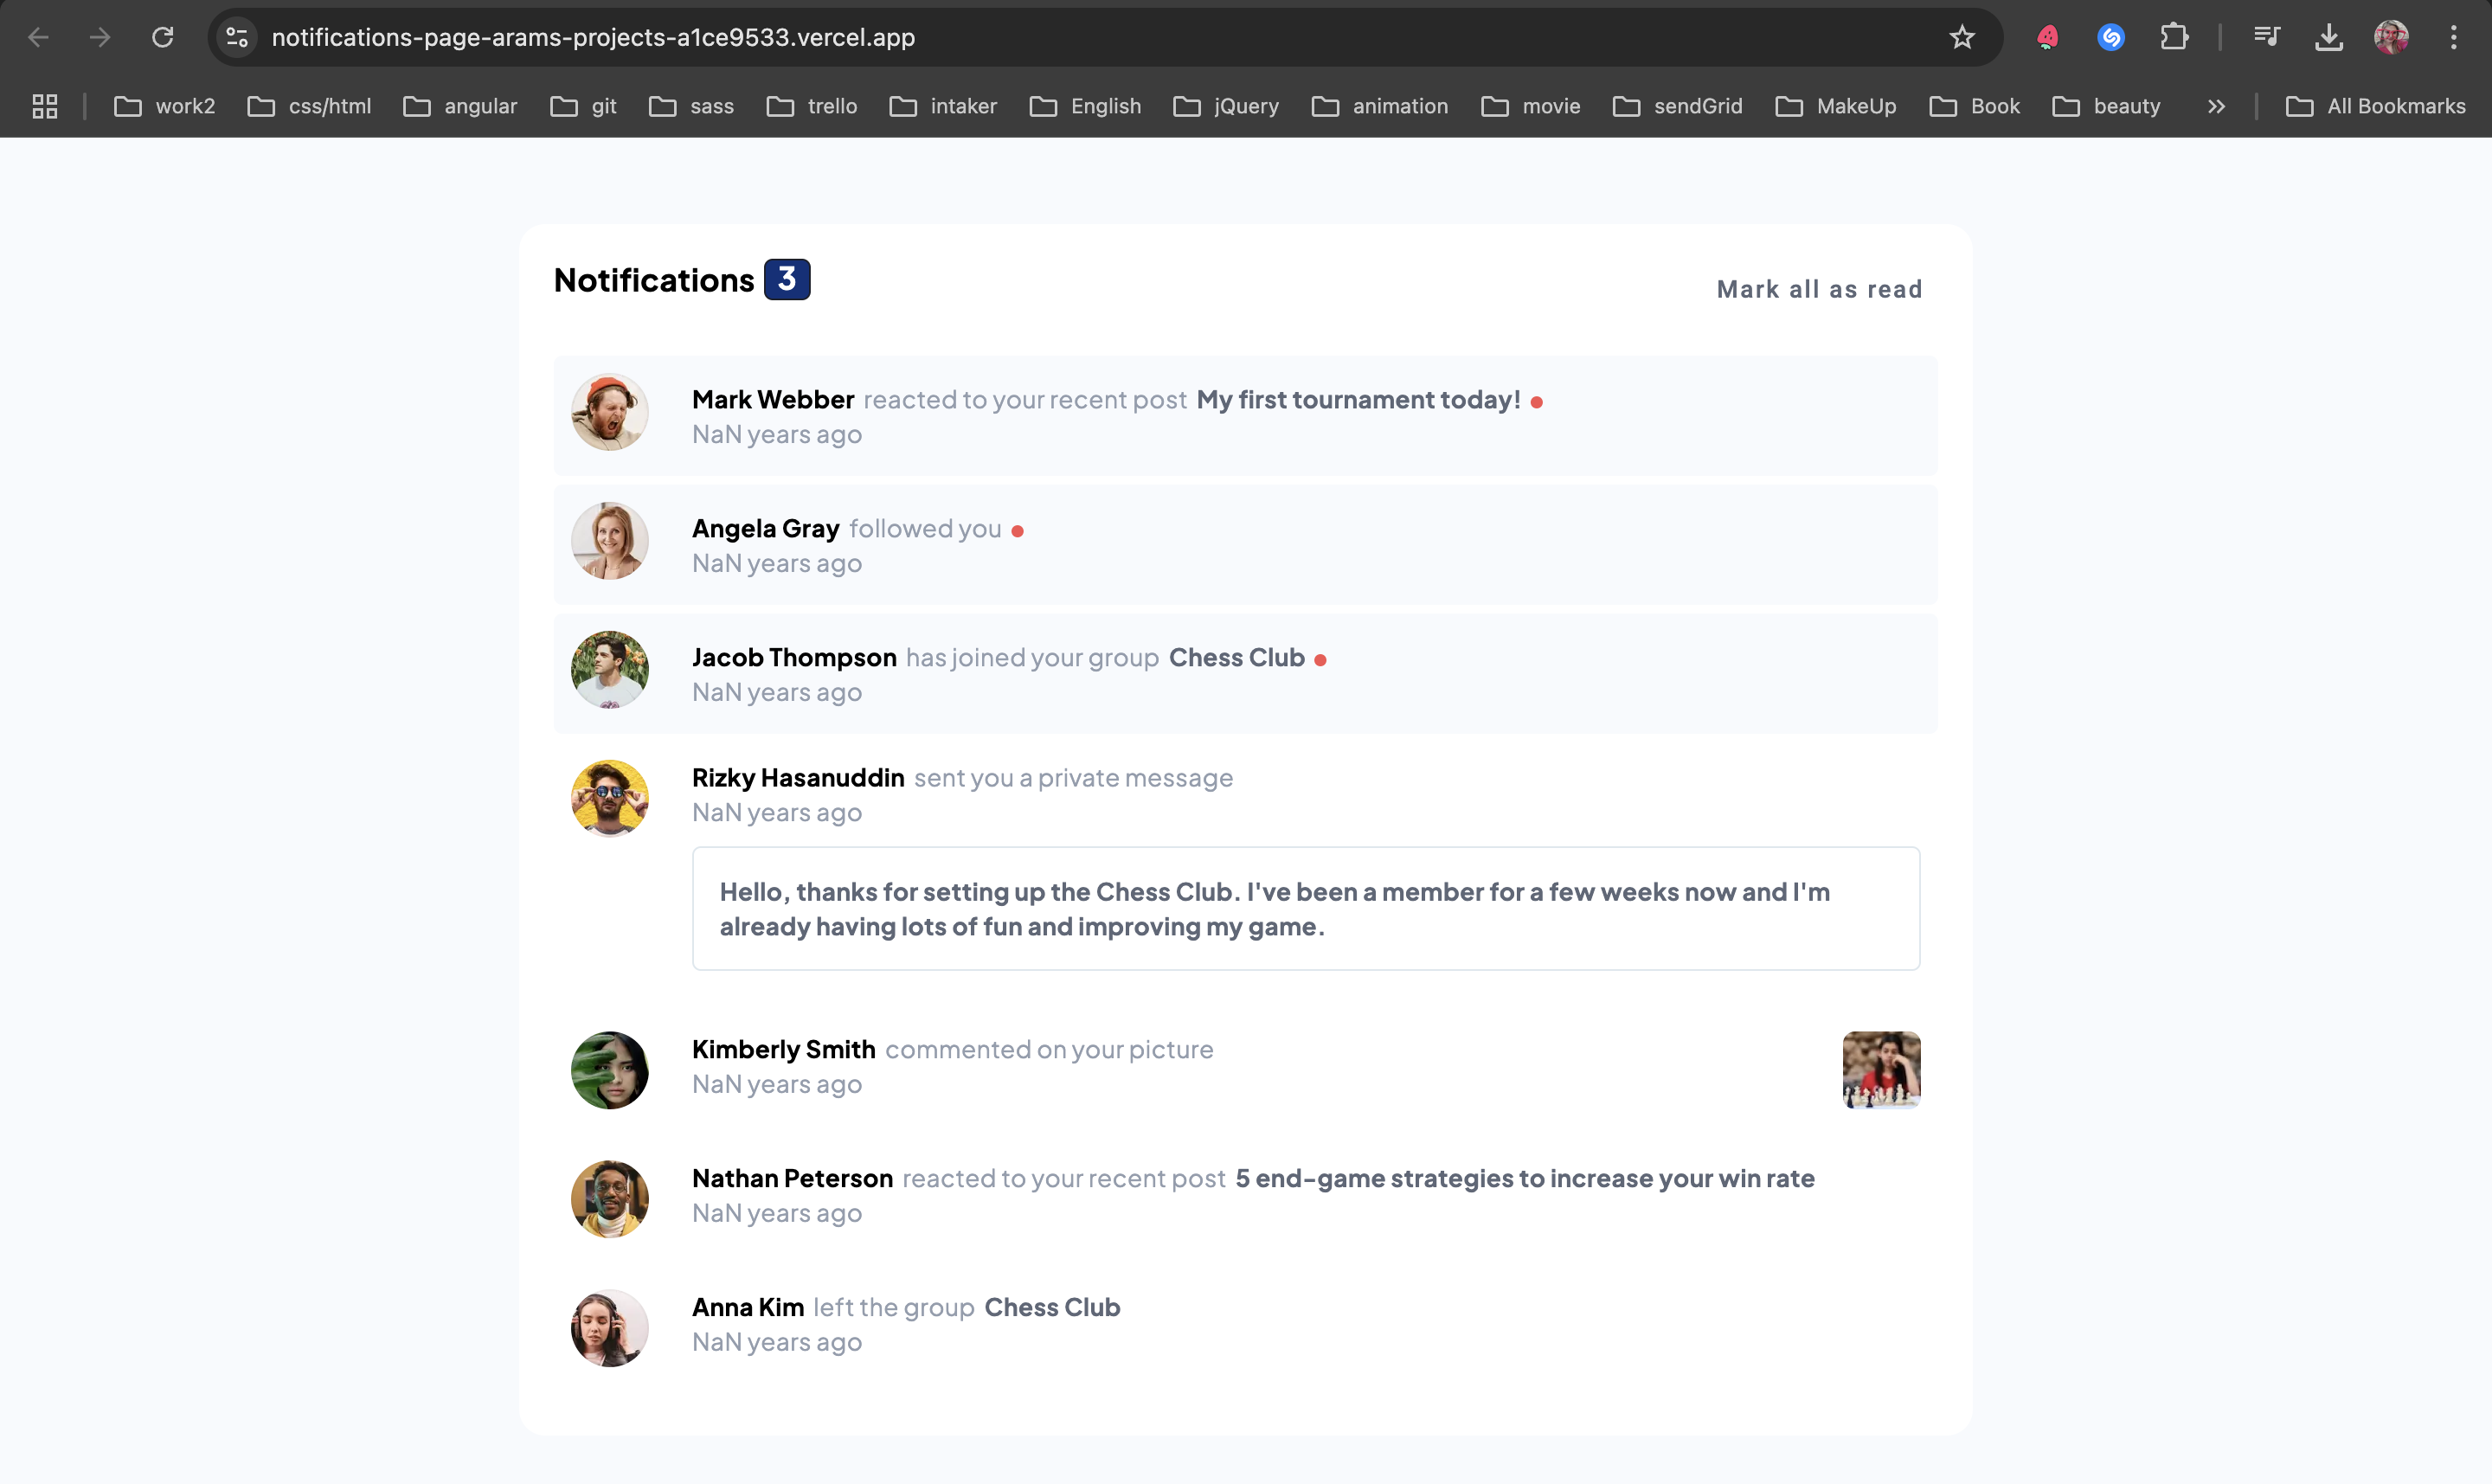 notifications-page-arams-projects-a1ce9533.vercel.app
work2 css/html angular git sass trello intaker English jQuery animation movie sendGrid MakeUp Book beauty » All Bookmarks
Notifications 3
Mark all as read
Mark Webber reacted to your recent post My first tournament today!
NaN years ago
Angela Gray followed you
NaN years ago
Jacob Thompson has joined your group Chess Club
NaN years ago
Rizky Hasanuddin sent you a private message
NaN years ago
Hello, thanks for setting up the Chess Club. I've been a member for a few weeks now and I'm
already having lots of fun and improving my game.
Kimberly Smith commented on your picture
NaN years ago
Nathan Peterson reacted to your recent post 5 end-game strategies to increase your win rate
NaN years ago
Anna Kim left the group Chess Club
NaN years ago